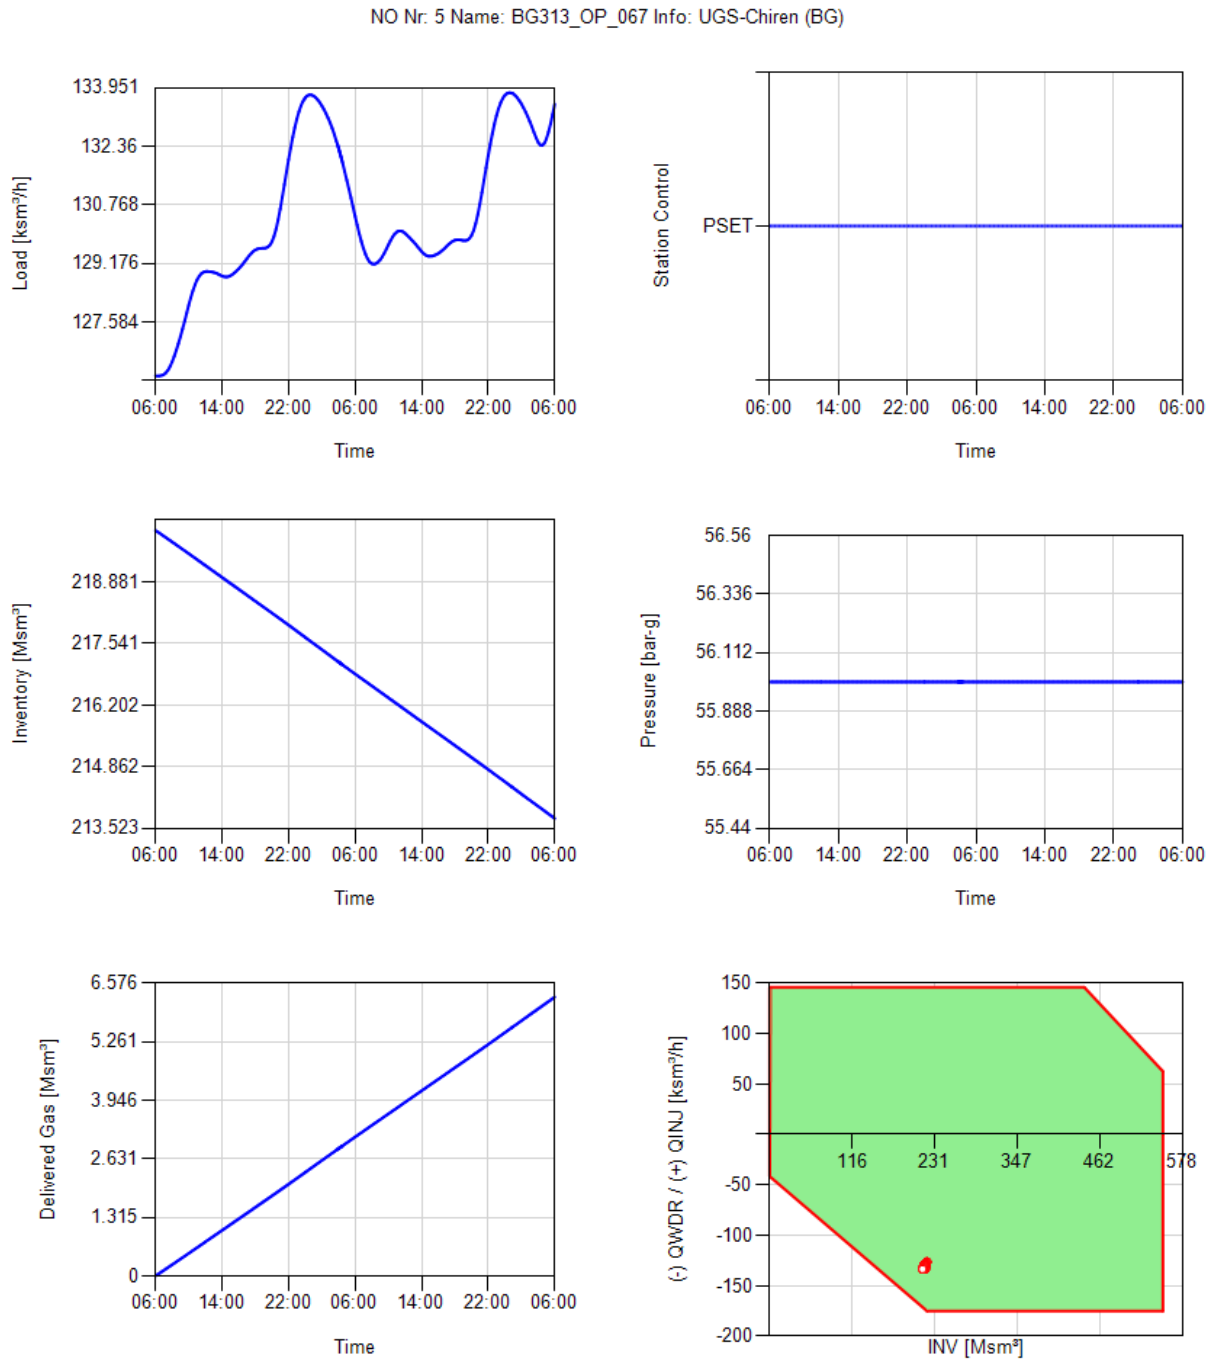 NO Nr: 5 Name: BG313_OP_067 Info: UGS-Chiren (BG)
Load [ksm³/h]
133.951
132.36
130.768
129.176
127.584
06:00 14:00 22:00 06:00 14:00 22:00 06:00
Time
Station Control
PSET
06:00 14:00 22:00 06:00 14:00 22:00 06:00
Time
Inventory [Msm³]
218.881
217.541
216.202
214.862
213.523
06:00 14:00 22:00 06:00 14:00 22:00 06:00
Time
Pressure [bar-g]
56.56
56.336
56.112
55.888
55.664
55.44
06:00 14:00 22:00 06:00 14:00 22:00 06:00
Time
Delivered Gas [Msm³]
6.576
5.261
3.946
2.631
1.315
0
06:00 14:00 22:00 06:00 14:00 22:00 06:00
Time
(-) QWDR / (+) QINJ [ksm³/h]
150
100
50
116 231 347 462 578
-50
-100
-150
-200
INV [Msm³]